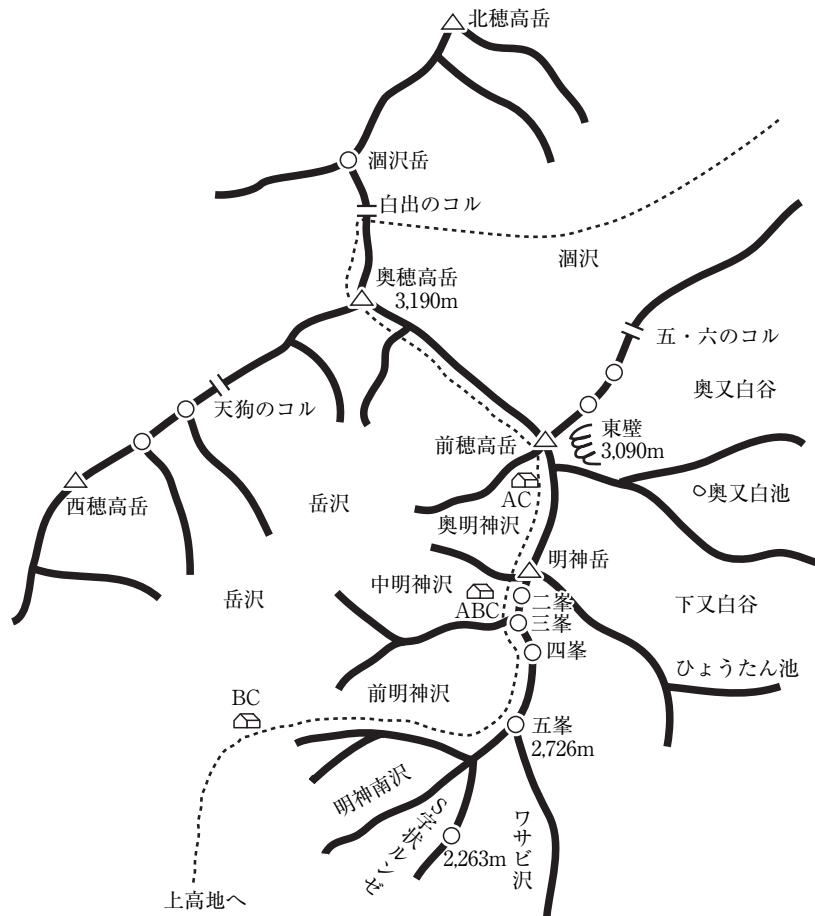 北穂高岳
涸沢岳
白出のコル
涸沢
奥穂高岳
3,190m
五・六のコル
天狗のコル
奥又白谷
東壁
3,090m
前穂高岳
西穂高岳
AC
岳沢
奥又白池
奥明神沢
明神岳
中明神沢
岳沢
ABC
二峯
下又白谷
三峯
四峯
ひょうたん池
前明神沢
BC
五峯
2,726m
明神南沢
S字状ルンゼ
2,263m
ワサビ沢
上高地へ